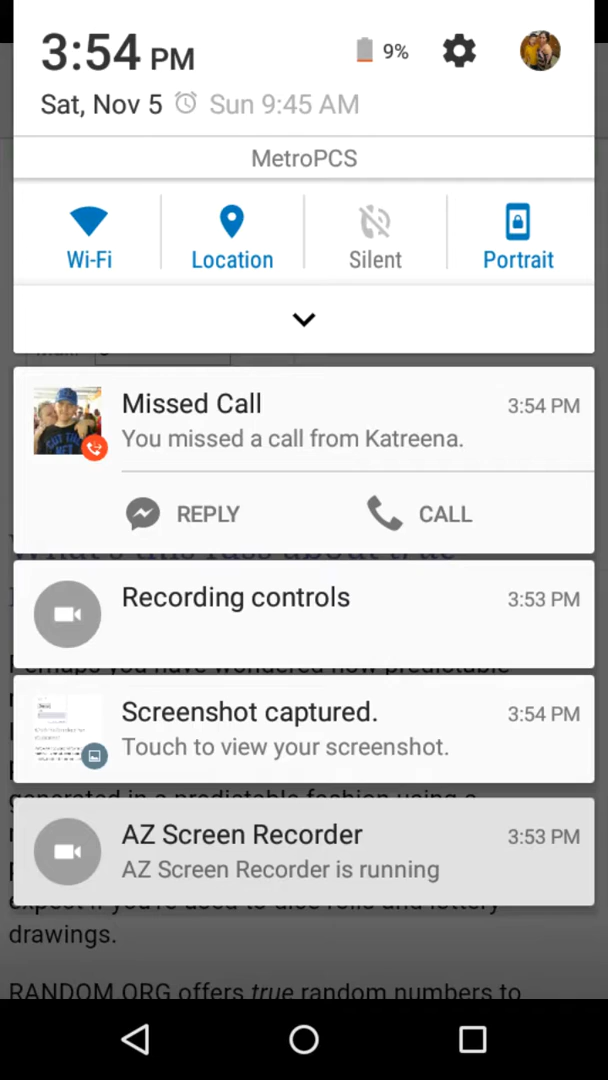 3:54 PM
9%
Sat, Nov 5 Sun 9:45 AM
MetroPCS
Wi-Fi Location Silent Portrait
Missed Call 3:54 PM
You missed a call from Katreena.
REPLY CALL
Recording controls 3:53 PM
Screenshot captured. 3:54 PM
Touch to view your screenshot.
AZ Screen Recorder 3:53 PM
AZ Screen Recorder is running
drawings.
RANDOM.ORG offers true random numbers to